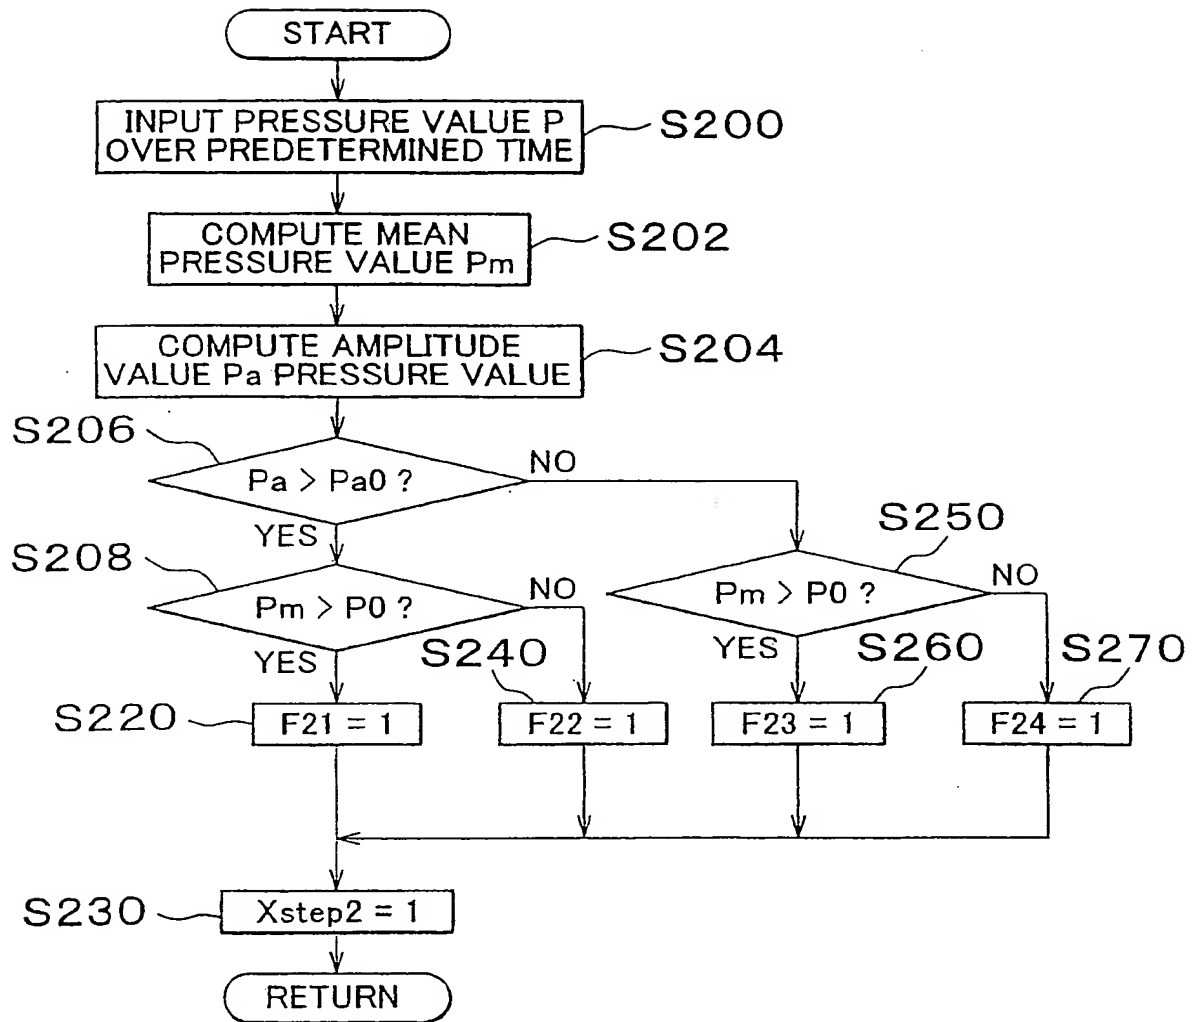 START
INPUT PRESSURE VALUE P
OVER PREDETERMINED TIME
S200
COMPUTE MEAN
PRESSURE VALUE Pm
S202
COMPUTE AMPLITUDE
VALUE Pa PRESSURE VALUE
S204
S206
Pa > Pa0 ?
NO
YES
S208
Pm > P0 ?
NO
YES
S250
Pm > P0 ?
NO
YES
S220
F21 = 1
S240
F22 = 1
S260
F23 = 1
S270
F24 = 1
S230
Xstep2 = 1
RETURN